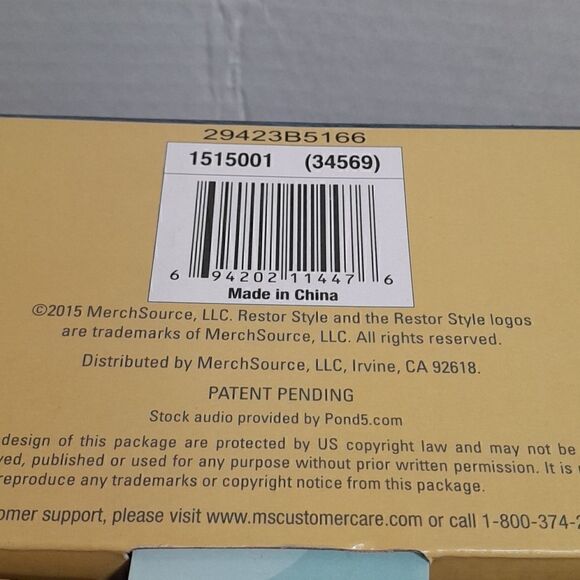 29423B5166
1515001 (34569)
6 94202 11447 6
Made in China
©2015 MerchSource, LLC. Restor Style and the Restor Style logos
are trademarks of MerchSource, LLC. All rights reserved.
Distributed by MerchSource, LLC, Irvine, CA 92618.
PATENT PENDING
Stock audio provided by Pond5.com
design of this package are protected by US copyright law and may not be
published or used for any purpose without prior written permission. It is
reproduce any trademarks or copyright notice from this package.
support, please visit www.mscustomercare.com or call 1-800-374-2